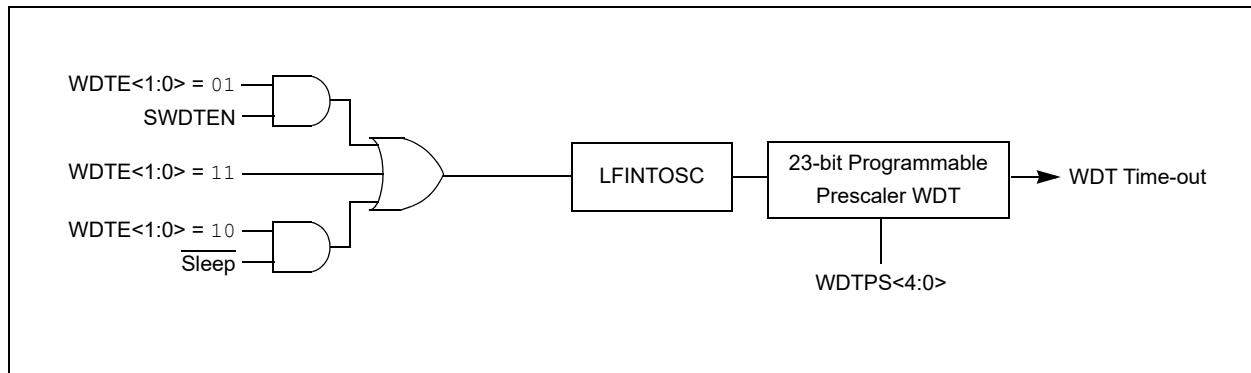 WDTE<1:0> = 01
SWDTEN
WDTE<1:0> = 11
WDTE<1:0> = 10
Sleep
LFINTOSC
23-bit Programmable
Prescaler WDT
WDT Time-out
WDTPS<4:0>